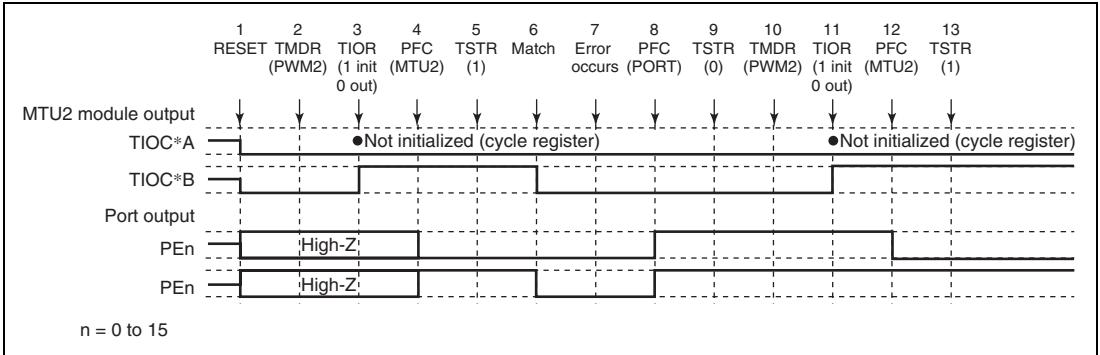 1 2 3 4 5 6 7 8 9 10 11 12 13
RESET TMDR TIOR PFC TSTR Match Error PFC TSTR TMDR TIOR PFC TSTR
(PWM2) (1 init (MTU2) (1) occurs (PORT) (0) (PWM2) (1 init (MTU2) (1)
0 out) 0 out)
MTU2 module output
TIOC*A ●Not initialized (cycle register) ●Not initialized (cycle register)
TIOC*B
Port output
PEn High-Z
PEn High-Z
n = 0 to 15